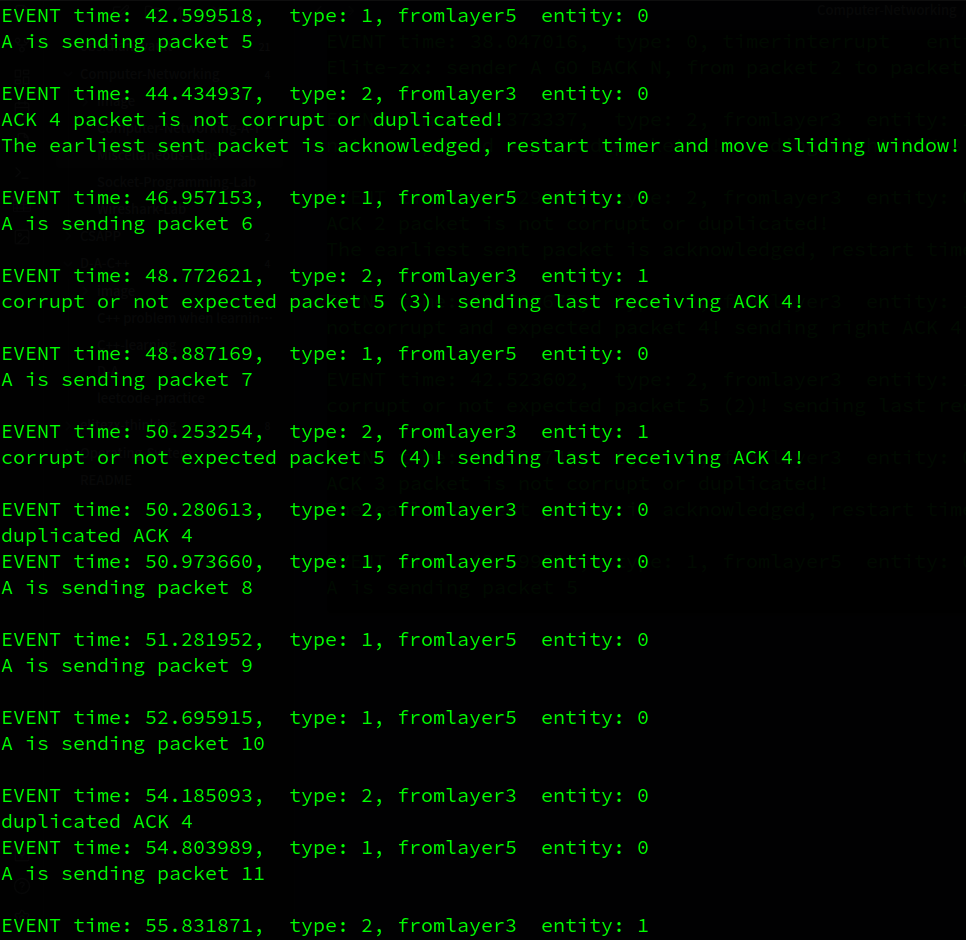 EVENT time: 42.599518,  type: 1, fromlayer5  entity: 0
A is sending packet 5
EVENT time: 44.434937,  type: 2, fromlayer3  entity: 0
ACK 4 packet is not corrupt or duplicated!
The earliest sent packet is acknowledged, restart timer and move sliding window!
EVENT time: 46.957153,  type: 1, fromlayer5  entity: 0
A is sending packet 6
EVENT time: 48.772621,  type: 2, fromlayer3  entity: 1
corrupt or not expected packet 5 (3)! sending last receiving ACK 4!
EVENT time: 48.887169,  type: 1, fromlayer5  entity: 0
A is sending packet 7
EVENT time: 50.253254,  type: 2, fromlayer3  entity: 1
corrupt or not expected packet 5 (4)! sending last receiving ACK 4!
EVENT time: 50.280613,  type: 2, fromlayer3  entity: 0
duplicated ACK 4
EVENT time: 50.973660,  type: 1, fromlayer5  entity: 0
A is sending packet 8
EVENT time: 51.281952,  type: 1, fromlayer5  entity: 0
A is sending packet 9
EVENT time: 52.695915,  type: 1, fromlayer5  entity: 0
A is sending packet 10
EVENT time: 54.185093,  type: 2, fromlayer3  entity: 0
duplicated ACK 4
EVENT time: 54.803989,  type: 1, fromlayer5  entity: 0
A is sending packet 11
EVENT time: 55.831871,  type: 2, fromlayer3  entity: 1